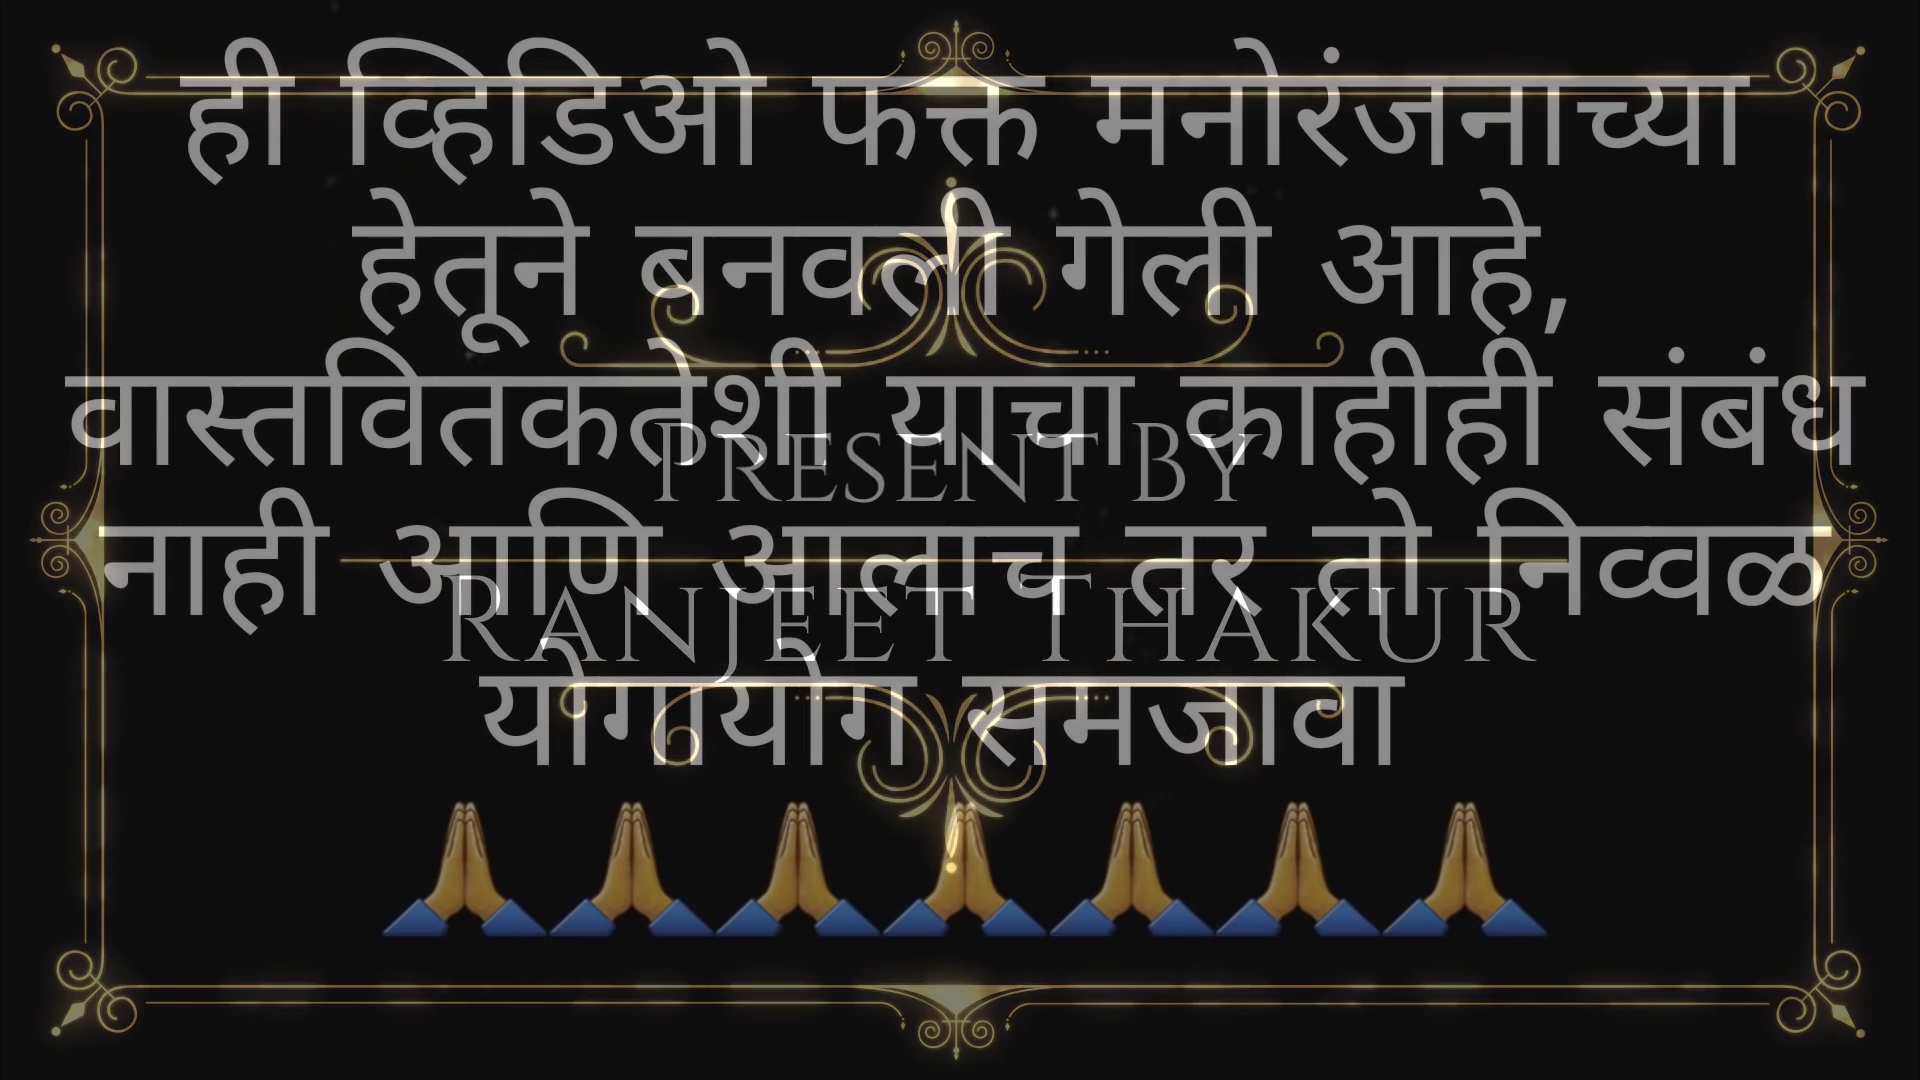 ही व्हिडिओ फक्त मनोरंजनाच्या
हेतूने बनवली गेली आहे,
वास्तवितकतेशी याचा काहीही संबंध
नाही आणि आलाच तर तो निव्वळ
योगायोग समजावा
🙏🏾🙏🏾🙏🏾🙏🏾🙏🏾🙏🏾🙏🏾
PRESENT BY
RANJEET THAKUR